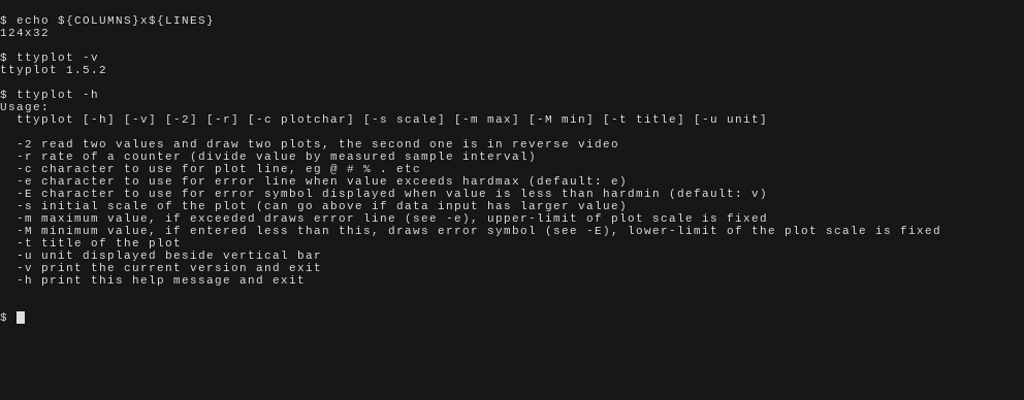 $ echo ${COLUMNS}x${LINES}
124x32
$ ttyplot -v
ttyplot 1.5.2
$ ttyplot -h
Usage:
ttyplot [-h] [-v] [-2] [-r] [-c plotchar] [-s scale] [-m max] [-M min] [-t title] [-u unit]
-2 read two values and draw two plots, the second one is in reverse video
-r rate of a counter (divide value by measured sample interval)
-c character to use for plot line, eg @ # % . etc
-e character to use for error line when value exceeds hardmax (default: e)
-E character to use for error symbol displayed when value is less than hardmin (default: v)
-s initial scale of the plot (can go above if data input has larger value)
-m maximum value, if exceeded draws error line (see -e), upper-limit of plot scale is fixed
-M minimum value, if entered less than this, draws error symbol (see -E), lower-limit of the plot scale is fixed
-t title of the plot
-u unit displayed beside vertical bar
-v print the current version and exit
-h print this help message and exit
$